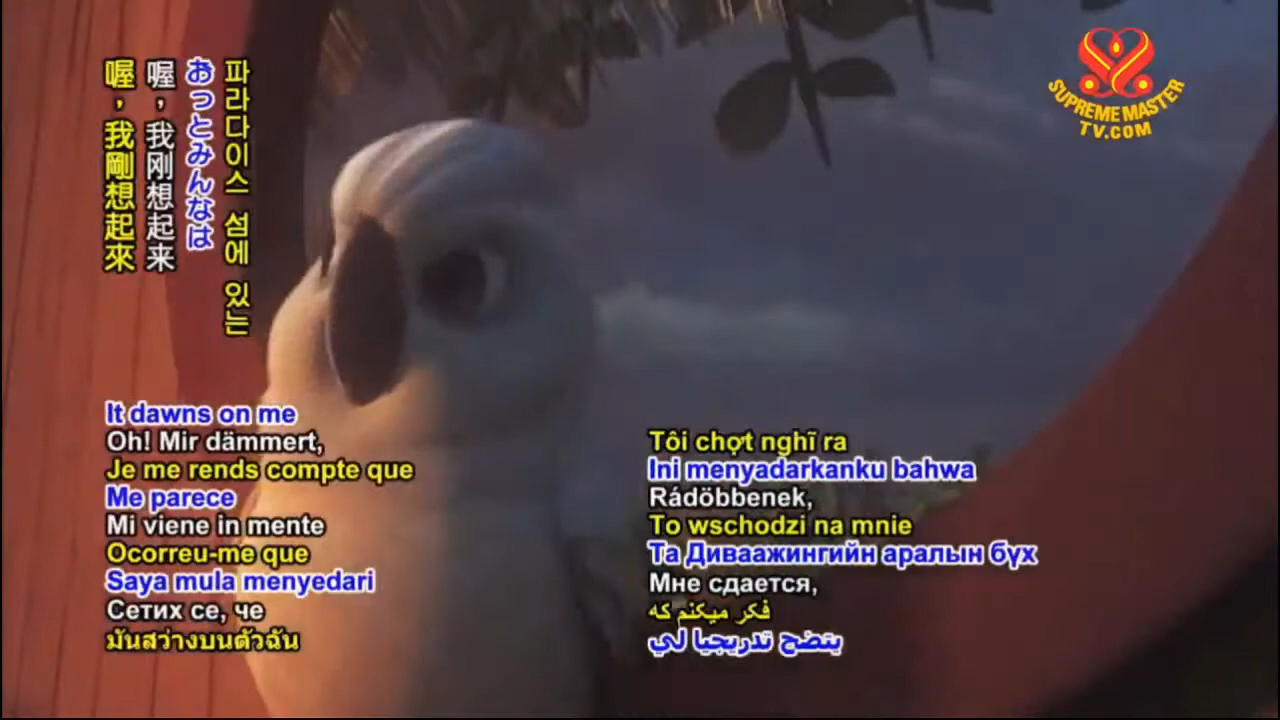 喔，我剛想起來
喔，我刚想起来
おっとみんなは
파라다이스 섬에 있는
SUPREME MASTER
TV.COM
It dawns on me
Oh! Mir dämmert,
Je me rends compte que
Me parece
Mi viene in mente
Ocorreu-me que
Saya mula menyedari
Сетих се, че
มันสว่างบนตัวฉัน
Tôi chợt nghĩ ra
Ini menyadarkanku bahwa
Rádöbbenek,
To wschodzi na mnie
Та Диваажингийн аралын бүх
Мне сдается,
فكر ميكنم كه
يتضح تدريجيا لي